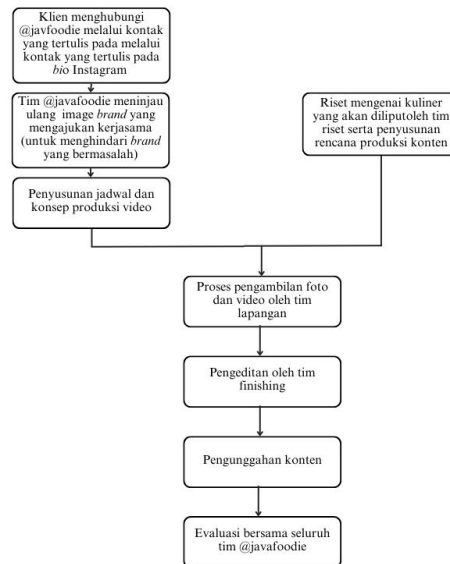 Klien menghubungi
@javfoodie melalui kontak
yang tertulis pada melalui
kontak yang tertulis pada
bio Instagram
Tim @javafoodie meninjau
ulang image brand yang
mengajukan kerjasama
(untuk menghindari brand
yang bermasalah)
Penyusunan jadwal dan
konsep produksi video
Riset mengenai kuliner
yang akan diliputoleh tim
riset serta penyusunan
rencana produksi konten
Proses pengambilan foto
dan video oleh tim
lapangan
Pengeditan oleh tim
finishing
Pengunggahan konten
Evaluasi bersama seluruh
tim @javafoodie